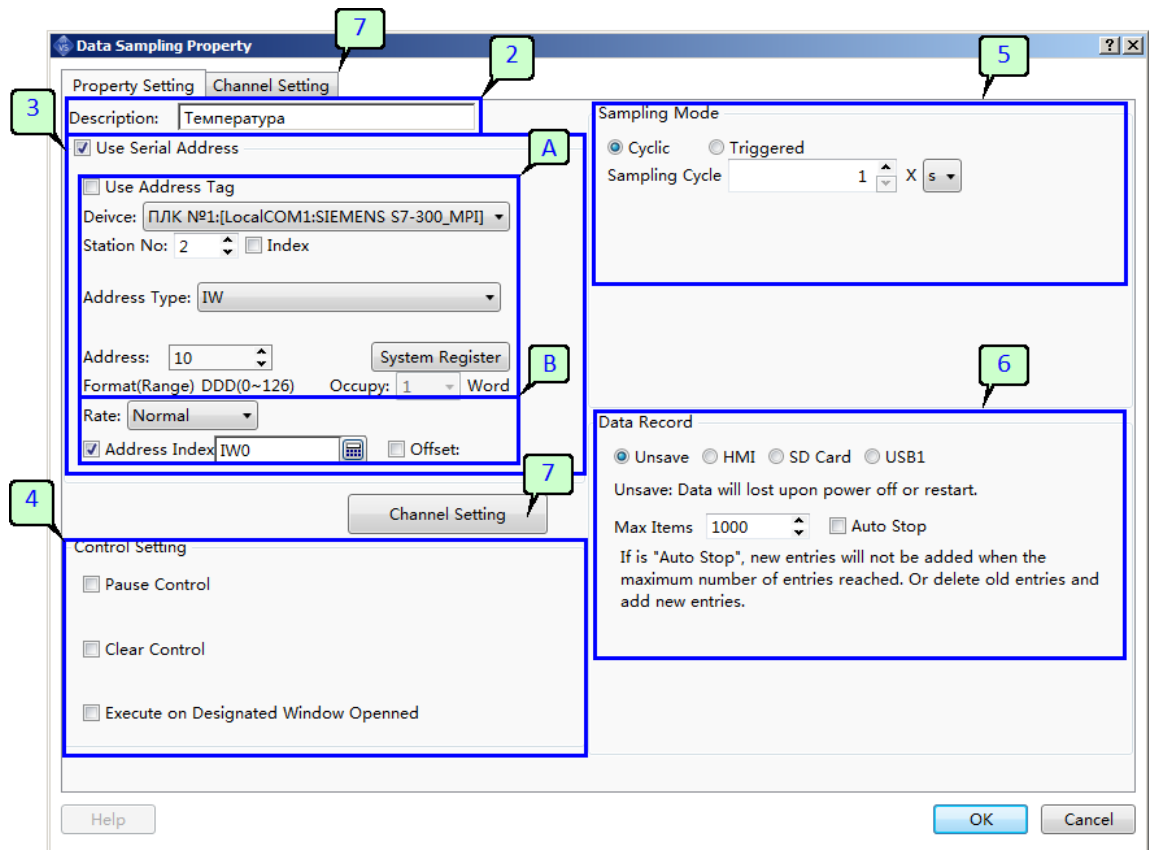 7
Data Sampling Property
2
5
Property Setting
Channel Setting
3
Description: Температура
Sampling Mode
Use Serial Address
A
Cyclic
Triggered
Use Address Tag
Sampling Cycle 1 X s
Deivce: ПЛК №1:[LocalCOM1:SIEMENS S7-300_MPI]
Station No: 2
Index
Address Type: IW
Address: 10
System Register
B
6
Format(Range) DDD(0~126)
Occupy: 1 Word
Rate: Normal
Data Record
Address Index IW0
Offset:
Unsave
HMI
SD Card
USB1
7
Unsave: Data will lost upon power off or restart.
4
Channel Setting
Max Items 1000
Auto Stop
Control Setting
If is "Auto Stop", new entries will not be added when the
maximum number of entries reached. Or delete old entries and
add new entries.
Pause Control
Clear Control
Execute on Designated Window Openned
Help
OK
Cancel